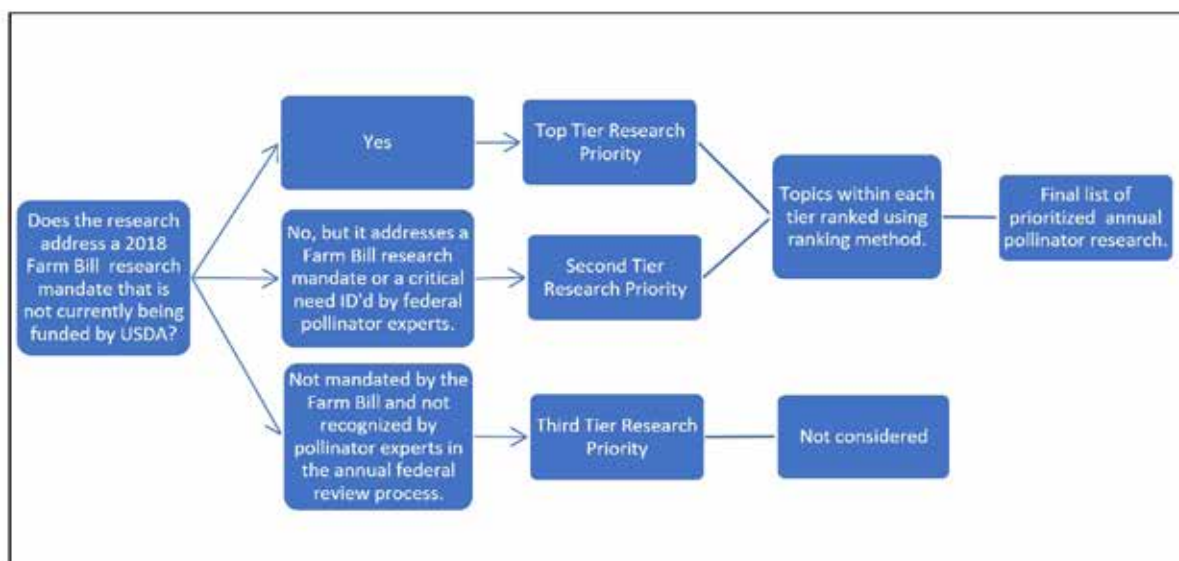 Does the research
address a 2018
Farm Bill research
mandate that is
not currently being
funded by USDA?
Yes
Top Tier Research
Priority
No, but it addresses a
Farm Bill research
mandate or a critical
need ID'd by federal
pollinator experts.
Second Tier
Research Priority
Topics within each
tier ranked using
ranking method.
Final list of
prioritized annual
pollinator research.
Not mandated by the
Farm Bill and not
recognized by
pollinator experts in
the annual federal
review process.
Third Tier Research
Priority
Not considered